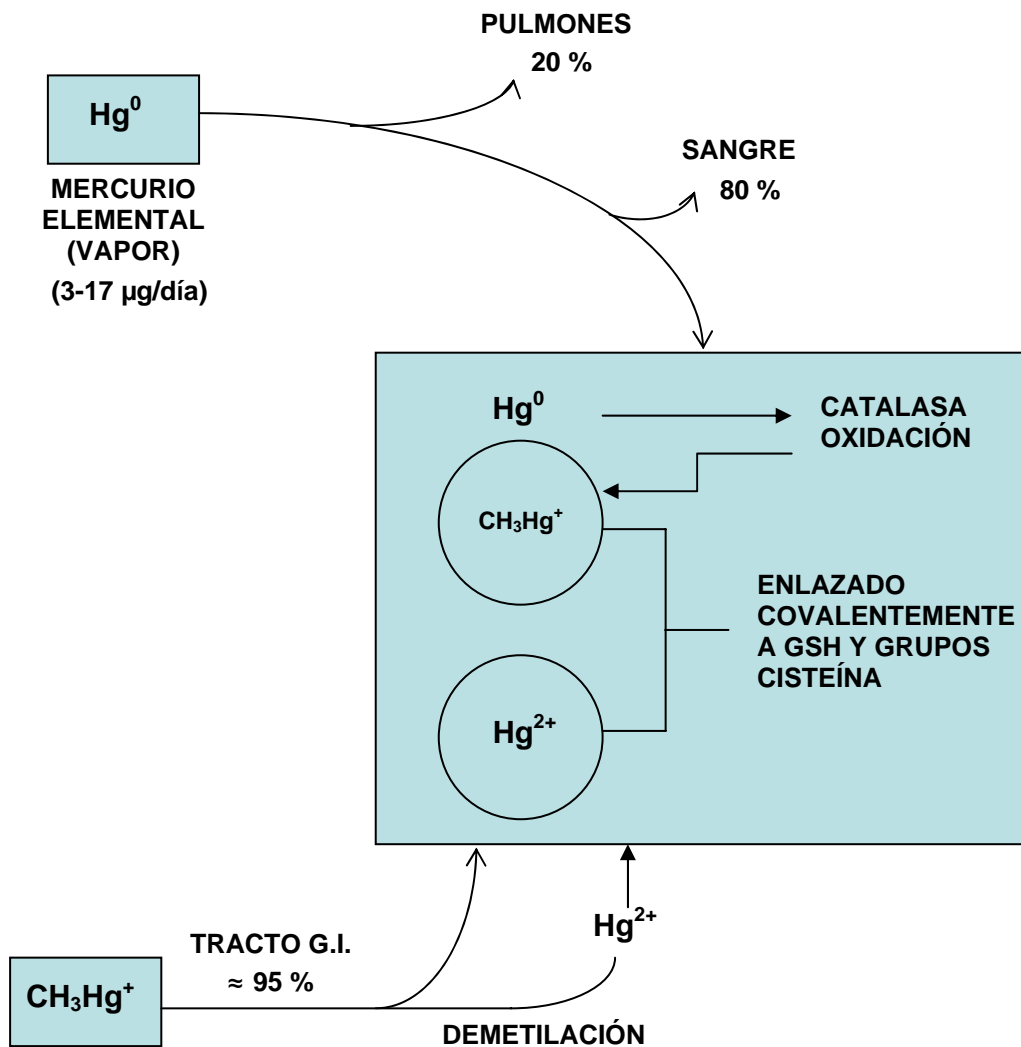 PULMONES
20 %
Hg⁰
SANGRE
80 %
MERCURIO
ELEMENTAL
(VAPOR)
(3-17 µg/día)
Hg⁰
CATALASA
OXIDACIÓN
CH₃Hg⁺
ENLAZADO
COVALENTEMENTE
A GSH Y GRUPOS
CISTEÍNA
Hg²⁺
Hg²⁺
TRACTO G.I.
≈ 95 %
CH₃Hg⁺
DEMETILACIÓN